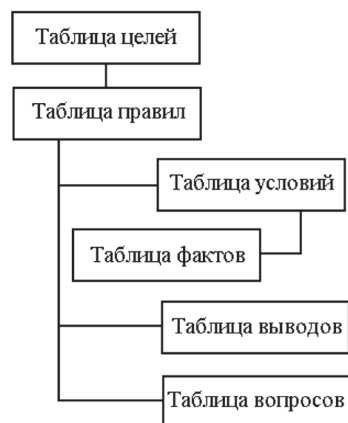 Таблица целей
Таблица правил
Таблица условий
Таблица фактов
Таблица выводов
Таблица вопросов